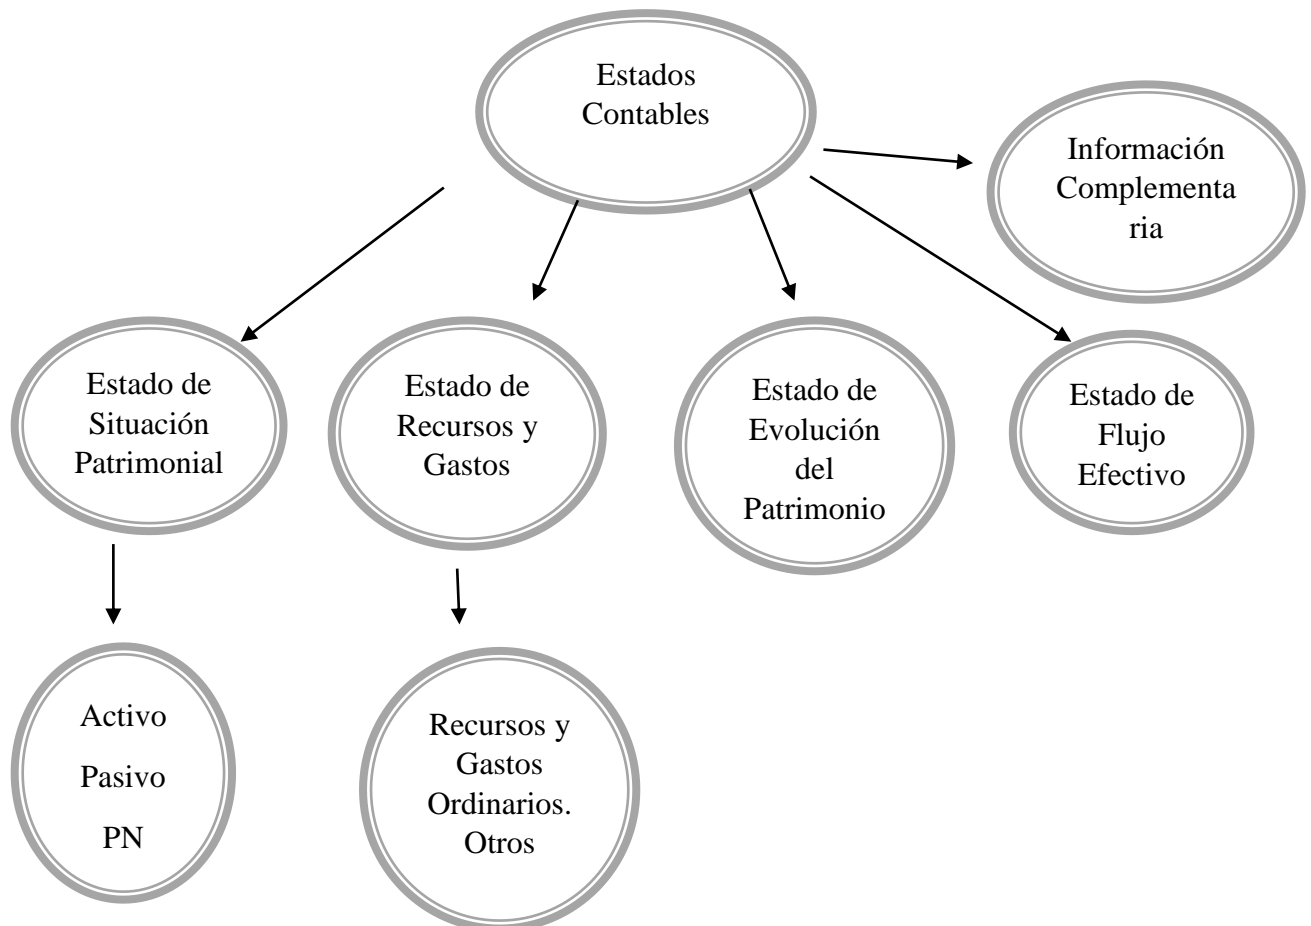 Estados
Contables
Información
Complementa
ria
Estado de
Situación
Patrimonial
Estado de
Recursos y
Gastos
Estado de
Evolución
del
Patrimonio
Estado de
Flujo
Efectivo
Activo
Pasivo
PN
Recursos y
Gastos
Ordinarios.
Otros